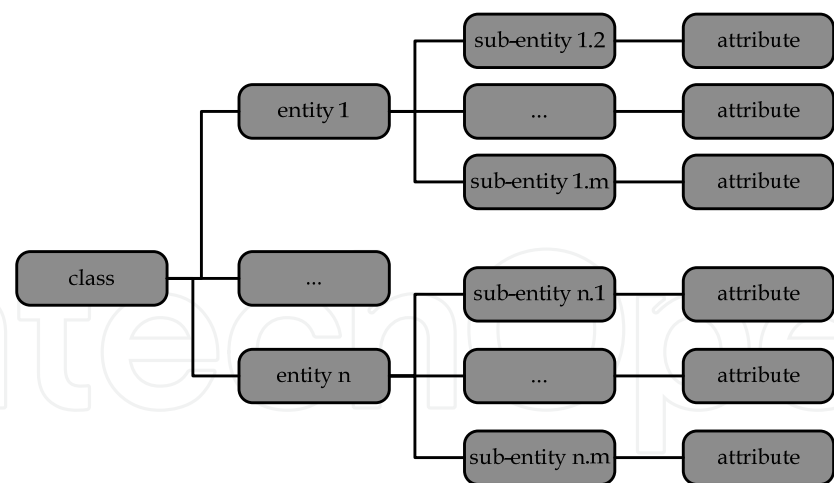 sub-entity 1.2 attribute
entity 1 ... attribute
sub-entity 1.m attribute
class ...
sub-entity n.1 attribute
entity n ... attribute
sub-entity n.m attribute
ntechOpe